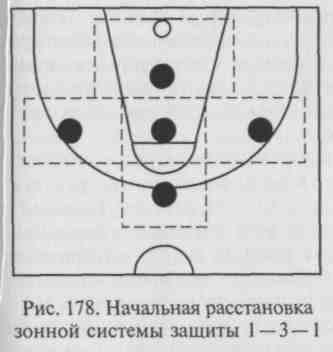 Рис. 178. Начальная расстановка
зонной системы защиты 1—3—1